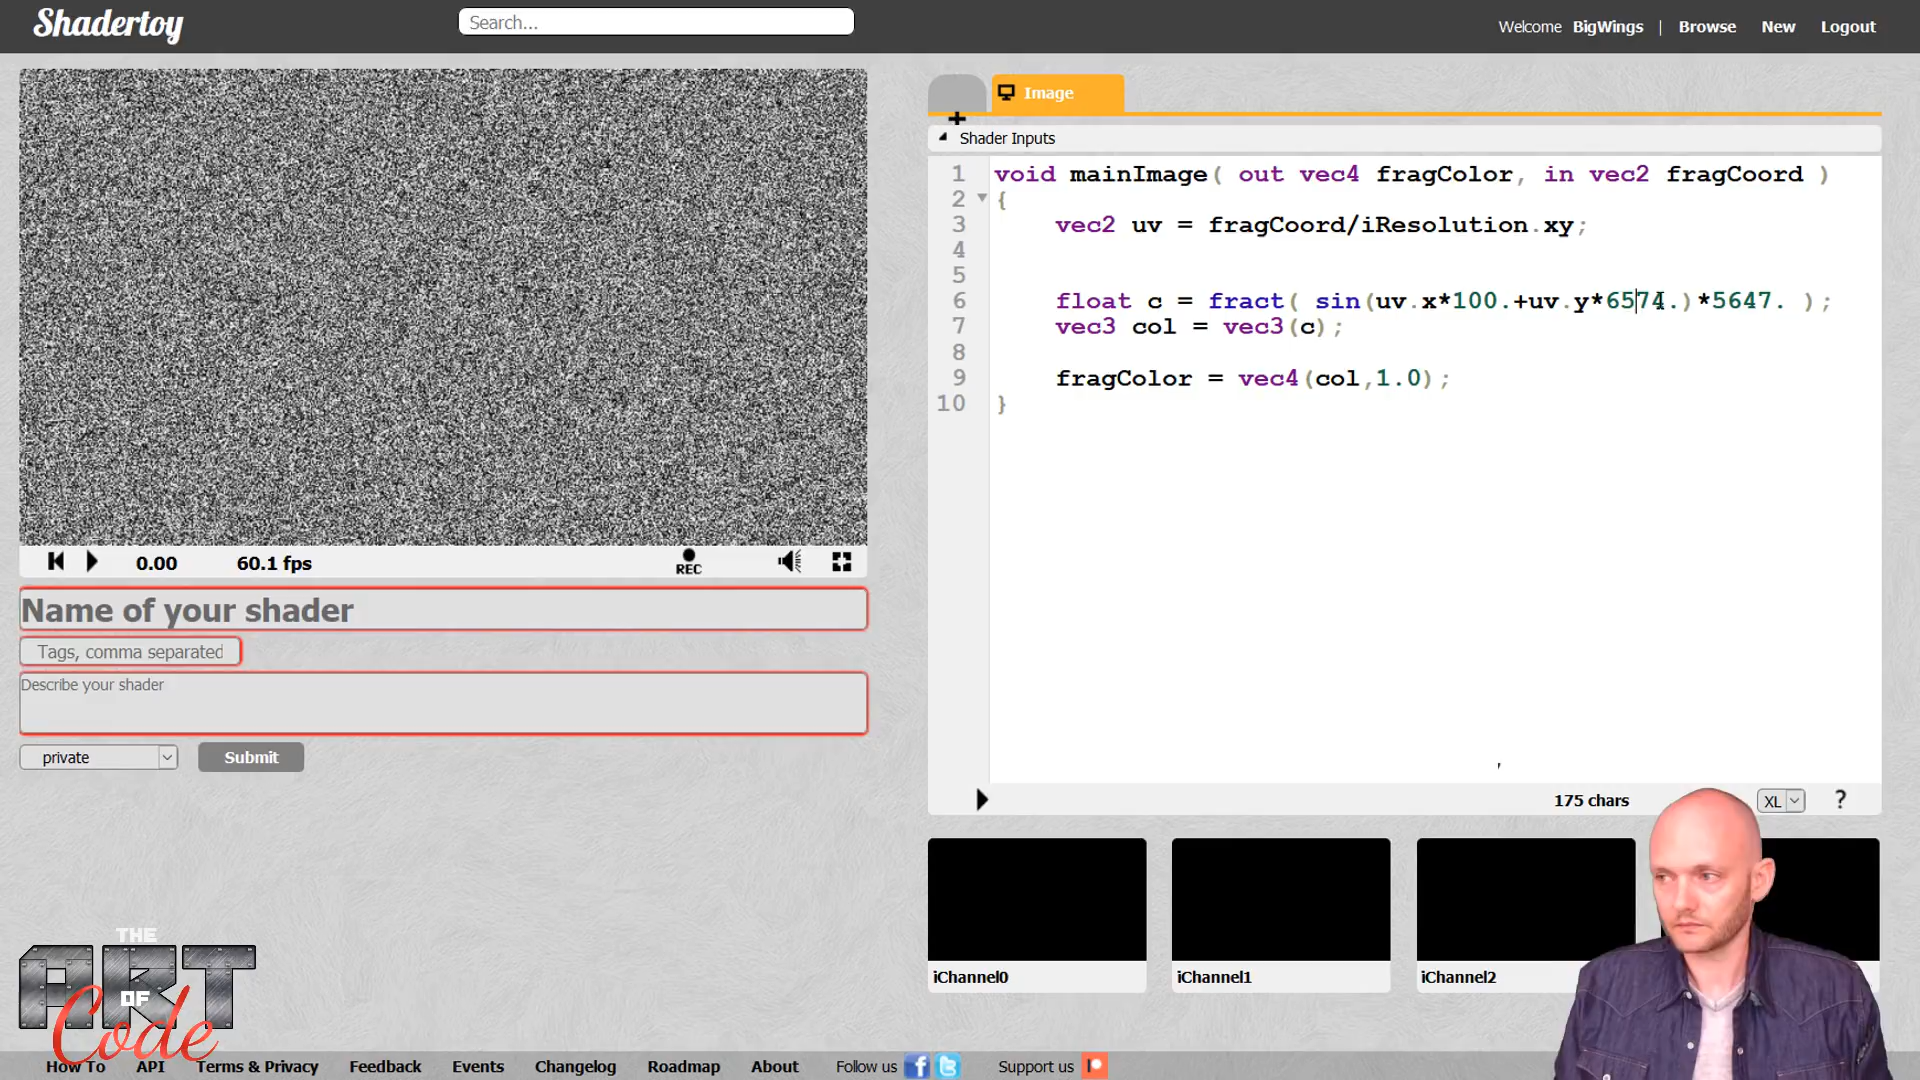 Shadertoy
Search...
Welcome BigWings | Browse New Logout
Image
Shader Inputs
1 void mainImage( out vec4 fragColor, in vec2 fragCoord )
2 {
3 vec2 uv = fragCoord/iResolution.xy;
4
5
6 float c = fract( sin(uv.x*100.+uv.y*6574.)*5647. );
7 vec3 col = vec3(c);
8
9 fragColor = vec4(col,1.0);
10 }
0.00 60.1 fps REC
Name of your shader
Tags, comma separated
Describe your shader
private Submit
175 chars XL ?
iChannel0 iChannel1 iChannel2
THE
ART
OF
Code
How To API Terms & Privacy Feedback Events Changelog Roadmap About Follow us Support us